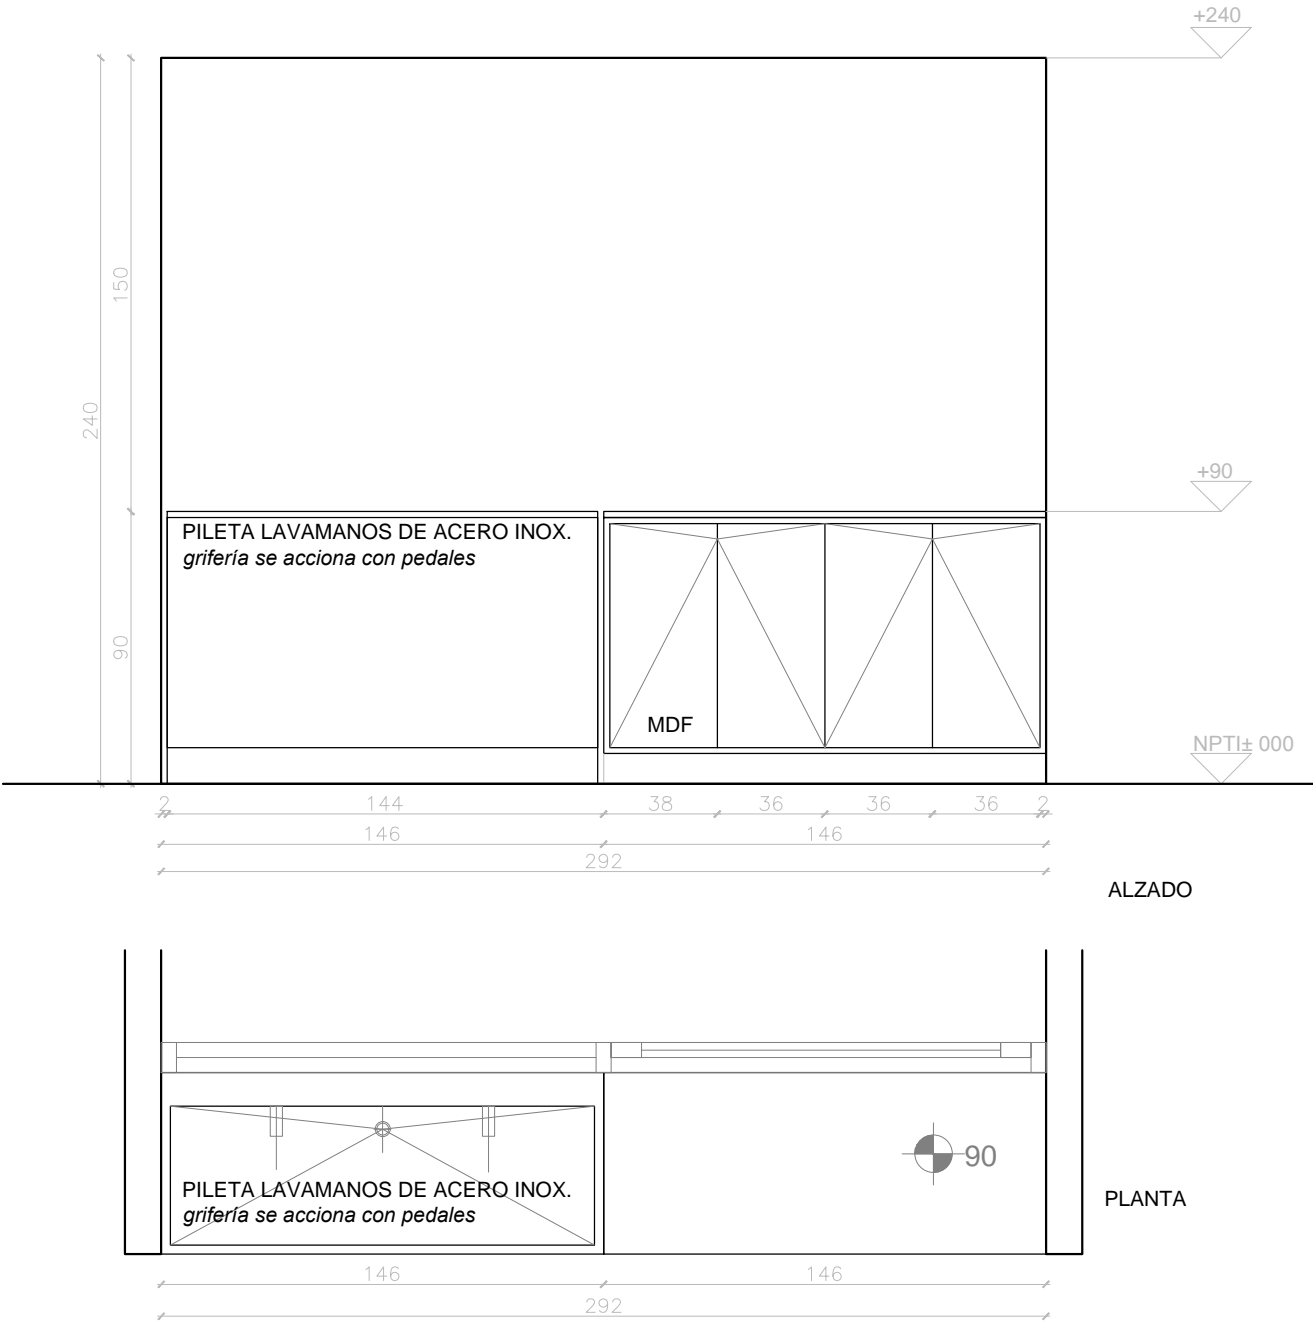 +240
150
240
+90
PILETA LAVAMANOS DE ACERO INOX.
grifería se acciona con pedales
90
MDF
NPTI± 000
2 144 38 36 36 36 2
146 146
292
ALZADO
90
PILETA LAVAMANOS DE ACERO INOX.
grifería se acciona con pedales
PLANTA
146 146
292